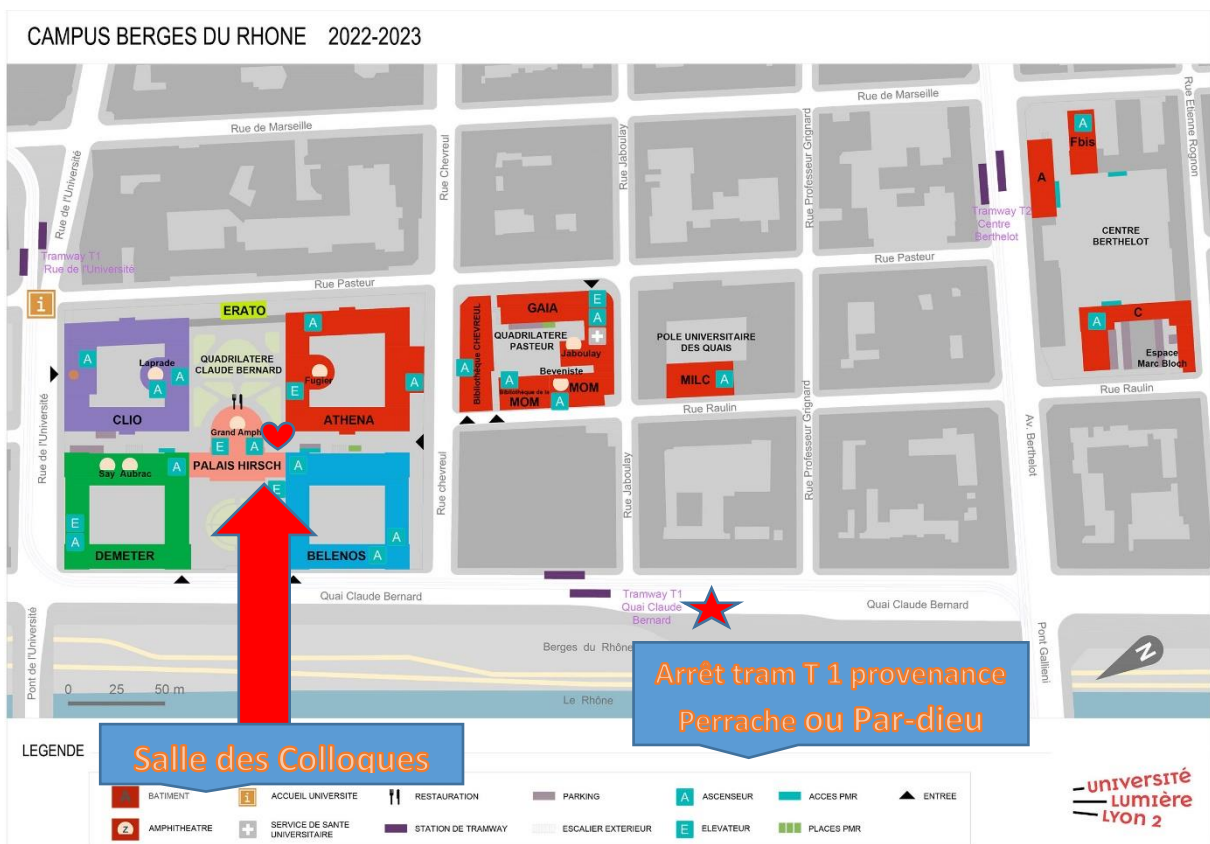 CAMPUS BERGES DU RHONE 2022-2023
Rue de Marseille
Rue de Marseille
Rue de l'Université
Rue Chevreul
Rue Jaboulay
Rue Professeur Grignard
Rue Etienne Rognon
A
Fbis
A
Tramway T2
Centre
Berthelot
CENTRE
BERTHELOT
Tramway T1
Rue de l'Université
i
Rue Pasteur
Rue Pasteur
ERATO
A
Laprade
A
A
A
CLIO
QUADRILATERE
CLAUDE BERNARD
A
Fugier
E
A
ATHENA
Grand Amph
E
A
PALAIS HIRSCH
Bibliothèque CHEVREUL
A
GAIA
E
A
QUADRILATERE
PASTEUR
Jaboulay
Beveniste
A
Bibliothèque de la
MOM
MOM
A
POLE UNIVERSITAIRE
DES QUAIS
MILC
A
A
C
Espace
Marc Bloch
Rue Raulin
Rue Raulin
Rue de l'Université
Say
Aubrac
A
E
A
DEMETER
A
E
A
BELENOS
A
Rue chevreul
Rue Jaboulay
Rue Professeur Grignard
Av. Berthelot
Quai Claude Bernard
Tramway T1
Quai Claude
Bernard
Quai Claude Bernard
Pont de l'Université
Pont Gallieni
Berges du Rhône
Le Rhône
N
0 25 50 m
Arrêt tram T 1 provenance
Perrache ou Par-dieu
Salle des Colloques
LEGENDE
BATIMENT
i ACCUEIL UNIVERSITE
RESTAURATION
PARKING
A ASCENSEUR
ACCES PMR
ENTREE
Z AMPHITHEATRE
SERVICE DE SANTE
UNIVERSITAIRE
STATION DE TRAMWAY
ESCALIER EXTERIEUR
E ELEVATEUR
PLACES PMR
UNIVERSITÉ
LUMIÈRE
LYON 2